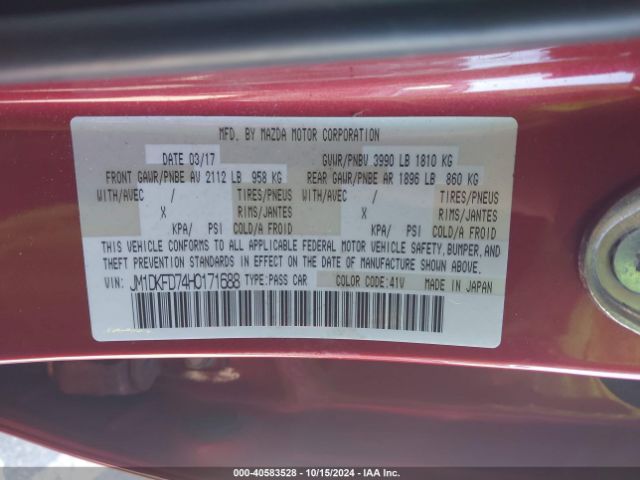 MFD. BY MAZDA MOTOR CORPORATION
DATE 03/17 GVWR/PNBV 3990 LB 1810 KG
FRONT GAWR/PNBE AV 2112 LB 958 KG REAR GAWR/PNBE AR 1896 LB 860 KG
WITH/AVEC / TIRES/PNEUS WITH/AVEC / TIRES/PNEUS
X RIMS/JANTES X RIMS/JANTES
KPA/ PSI COLD/A FROID KPA/ PSI COLD/A FROID
THIS VEHICLE CONFORMS TO ALL APPLICABLE FEDERAL MOTOR VEHICLE SAFETY, BUMPER, AND
THEFT PREVENTION STANDARDS IN EFFECT ON THE DATE OF MANUFACTURE SHOWN ABOVE.
VIN: JM1DKFD74H0171688 TYPE:PASS CAR COLOR CODE:41V MADE IN JAPAN
000-40583528 - 10/15/2024 - IAAI.COM